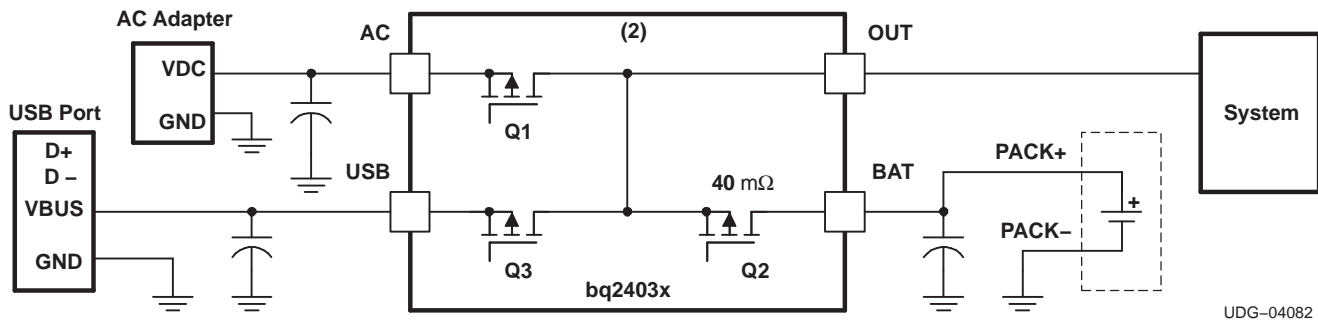 AC Adapter
VDC
GND
USB Port
D+
D –
VBUS
GND
AC
(2)
OUT
Q1
USB
40 mΩ
BAT
Q3
Q2
bq2403x
PACK+
+
PACK–
System
UDG–04082